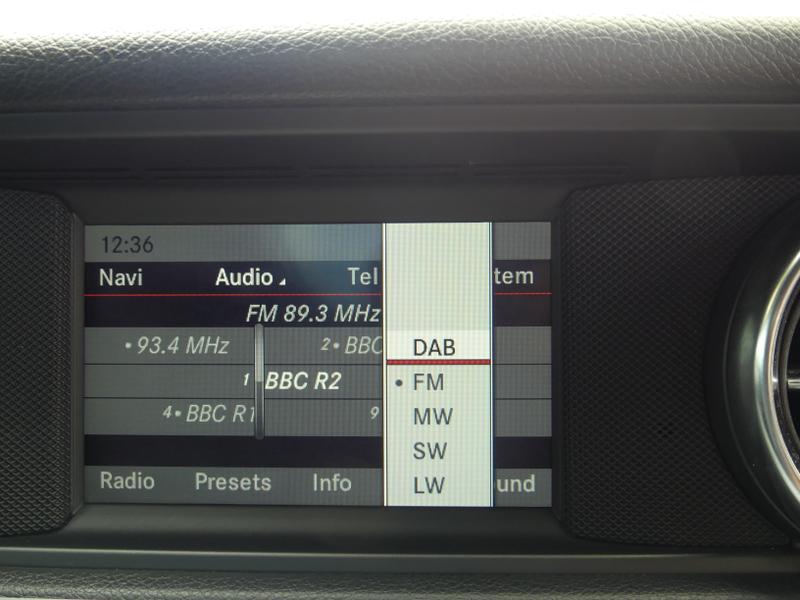 12:36
Navi Audio Tel tem
FM 89.3 MHz
93.4 MHz 2 BBC DAB
1 BBC R2 • FM
4 BBC R1 9 MW
SW
Radio Presets Info und LW